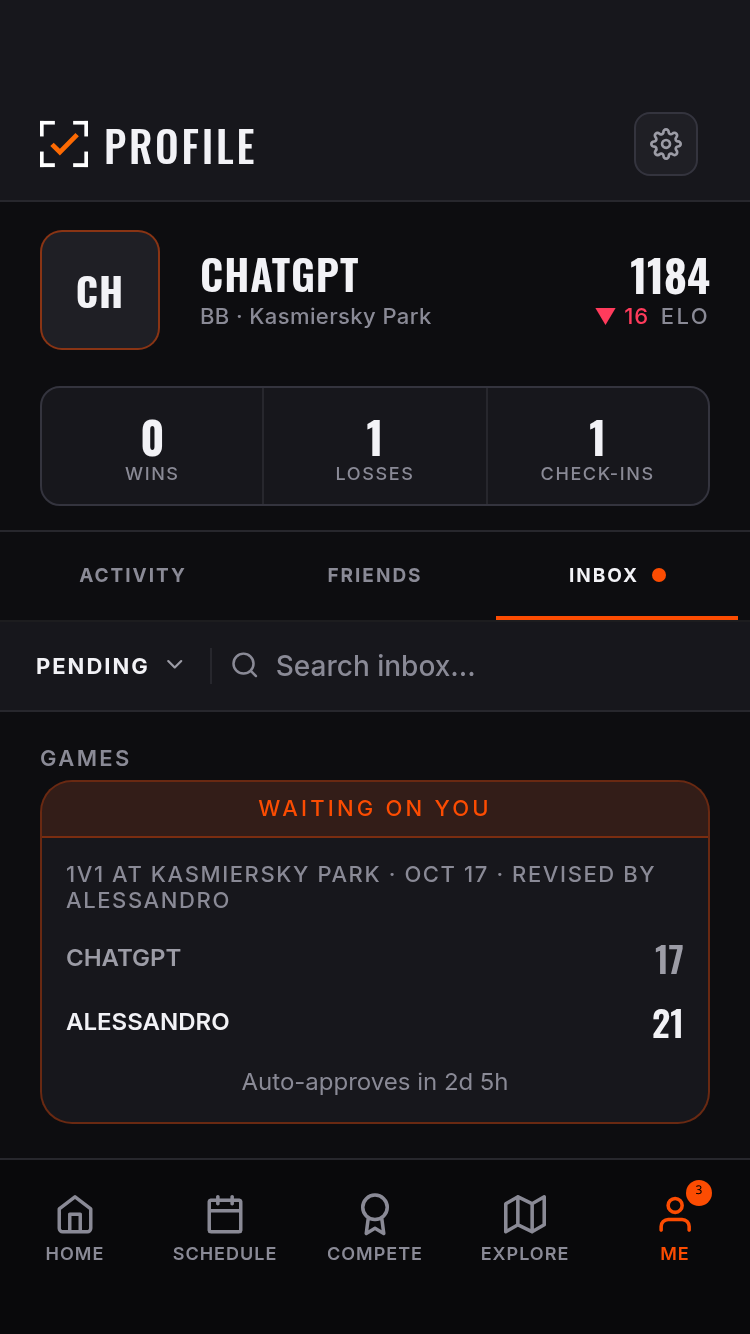 PROFILE
CH
CHATGPT
1184
BB · Kasmiersky Park
▼ 16 ELO
0
1
1
WINS
LOSSES
CHECK-INS
ACTIVITY
FRIENDS
INBOX
PENDING
Search inbox...
GAMES
WAITING ON YOU
1V1 AT KASMIERSKY PARK · OCT 17 · REVISED BY
ALESSANDRO
CHATGPT
17
ALESSANDRO
21
Auto-approves in 2d 5h
3
HOME
SCHEDULE
COMPETE
EXPLORE
ME